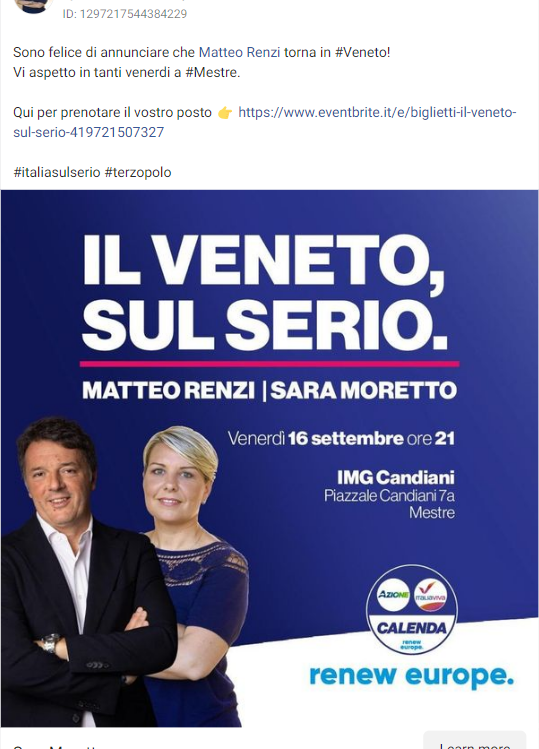 ID: 1297217544384229
Sono felice di annunciare che Matteo Renzi torna in #Veneto!
Vi aspetto in tanti venerdi a #Mestre.
Qui per prenotare il vostro posto 👉 https://www.eventbrite.it/e/biglietti-il-veneto-
sul-serio-419721507327
#italiasulserio #terzopolo
IL VENETO,
SUL SERIO.
MATTEO RENZI | SARA MORETTO
Venerdì 16 settembre ore 21
IMG Candiani
Piazzale Candiani 7a
Mestre
AZIONE
ITALIAVIVA
CALENDA
renew
europe.
renew europe.
Learn more